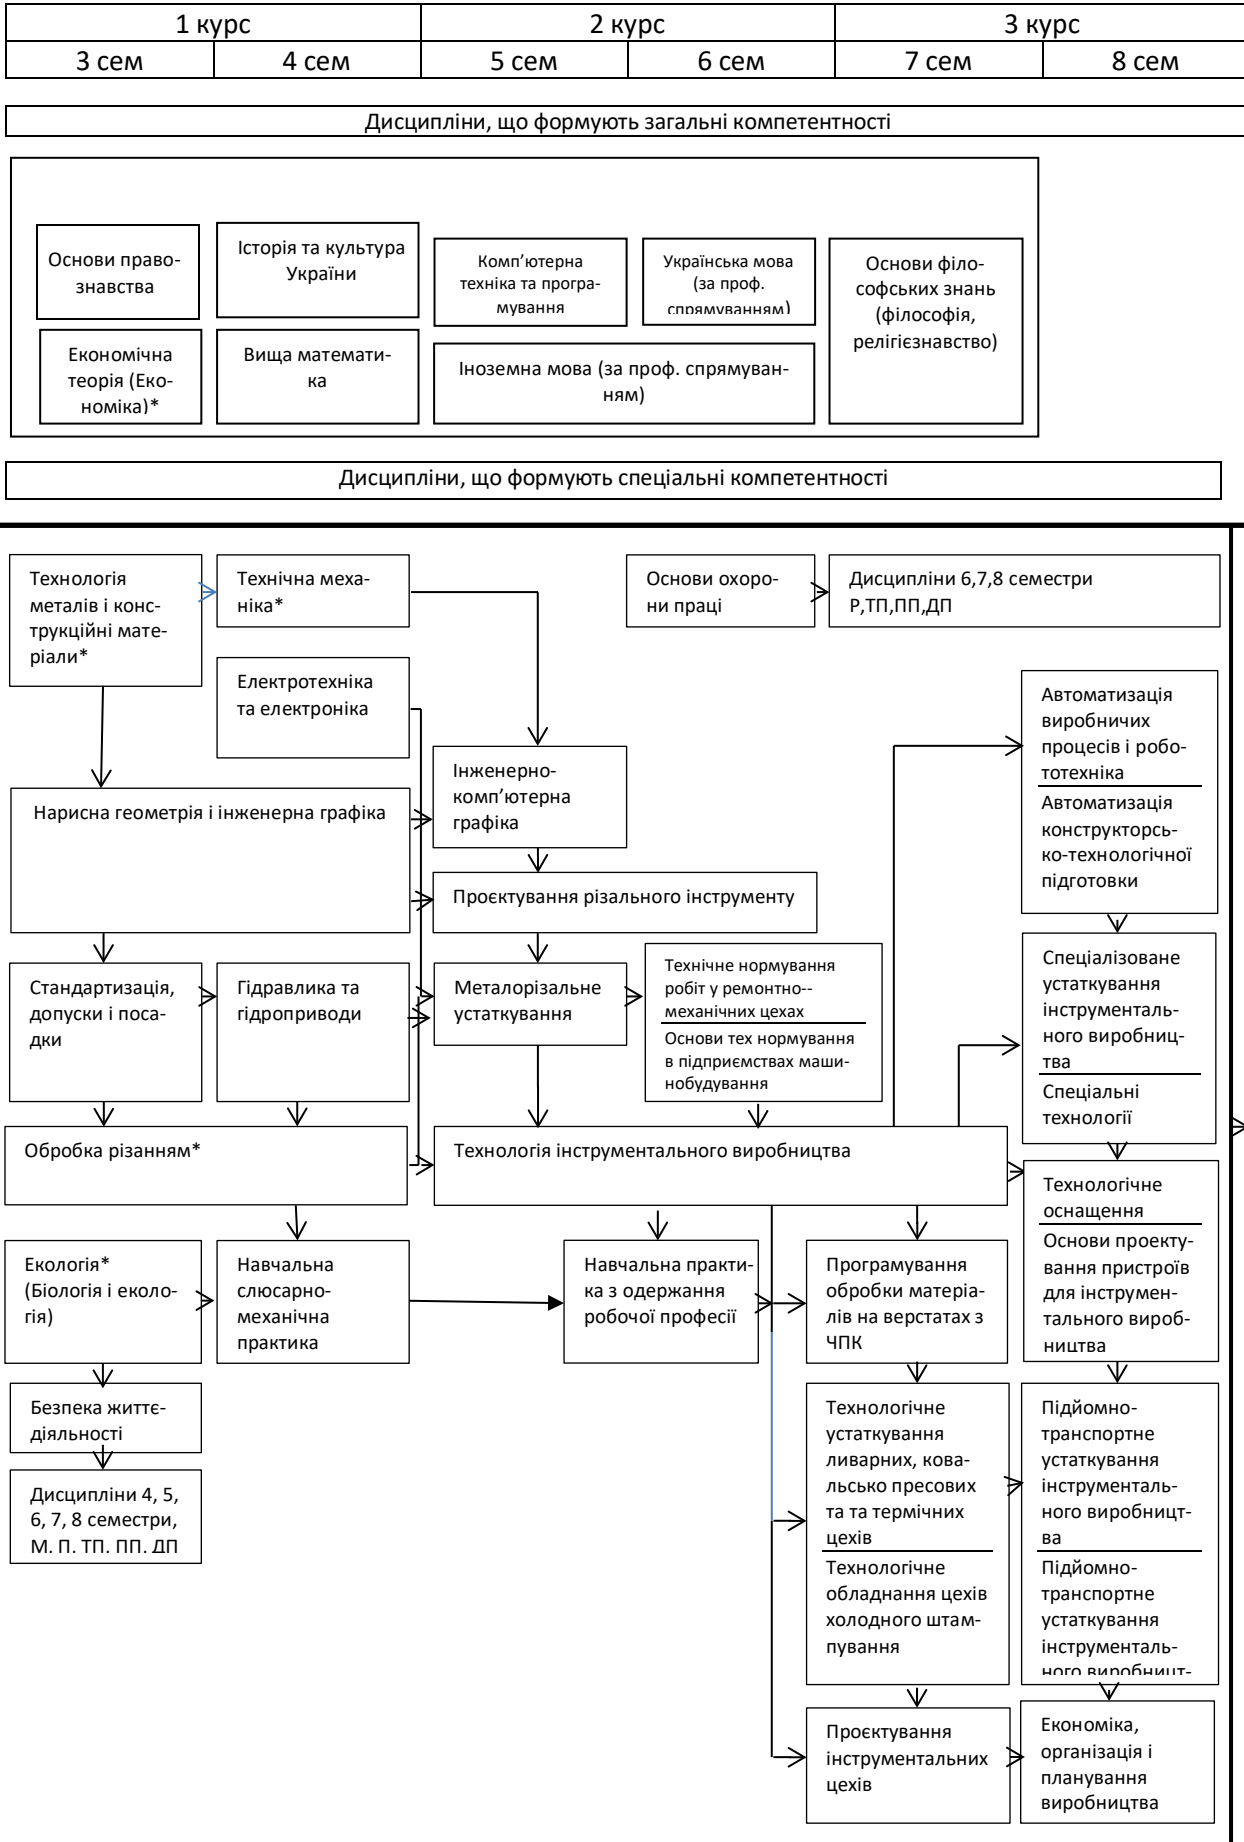 1 курс
2 курс
3 курс
3 сем
4 сем
5 сем
6 сем
7 сем
8 сем
Дисципліни, що формують загальні компетентності
Основи право-
знавства
Історія та культура
України
Комп’ютерна
техніка та програ-
мування
Українська мова
(за проф.
спрямуванням)
Основи філо-
софських знань
(філософія,
релігієзнавство)
Економічна
теорія (Еко-
номіка)*
Вища математи-
ка
Іноземна мова (за проф. спрямуван-
ням)
Дисципліни, що формують спеціальні компетентності
Технологія
металів і конс-
трукційні мате-
ріали*
Технічна меха-
ніка*
Основи охоро-
ни праці
Дисципліни 6,7,8 семестри
Р,ТП,ПП,ДП
Електротехніка
та електроніка
Інженерно-
комп’ютерна
графіка
Автоматизація
виробничих
процесів і робо-
тотехніка
Автоматизація
конструкторсь-
ко-технологічної
підготовки
Нарисна геометрія і інженерна графіка
Проєктування різального інструменту
Стандартизація,
допуски і поса-
дки
Гідравлика та
гідроприводи
Металорізальне
устаткування
Технічне нормування
робіт у ремонтно--
механічних цехах
Основи тех нормування
в підприємствах маши-
нобудування
Спеціалізоване
устаткування
інструменталь-
ного виробниц-
тва
Спеціальні
технології
Обробка різанням*
Технологія інструментального виробництва
Технологічне
оснащення
Основи проекту-
вання пристроїв
для інструмен-
тального вироб-
ництва
Екологія*
(Біологія і еколо-
гія)
Навчальна
слюсарно-
механічна
практика
Навчальна практи-
ка з одержання
робочої професії
Програмування
обробки матеріа-
лів на верстатах з
ЧПК
Безпека життє-
діяльності
Дисципліни 4, 5,
6, 7, 8 семестри,
М, П, ТП, ПП, ДП
Технологічне
устаткування
ливарних, кова-
льсько пресових
та та термічних
цехів
Технологічне
обладнання цехів
холодного штам-
пування
Підйомно-
транспортне
устаткування
інструменталь-
ного виробницт-
ва
Підйомно-
транспортне
устаткування
інструменталь-
ного виробницт-
Проєктування
інструментальних
цехів
Економіка,
організація і
планування
виробництва